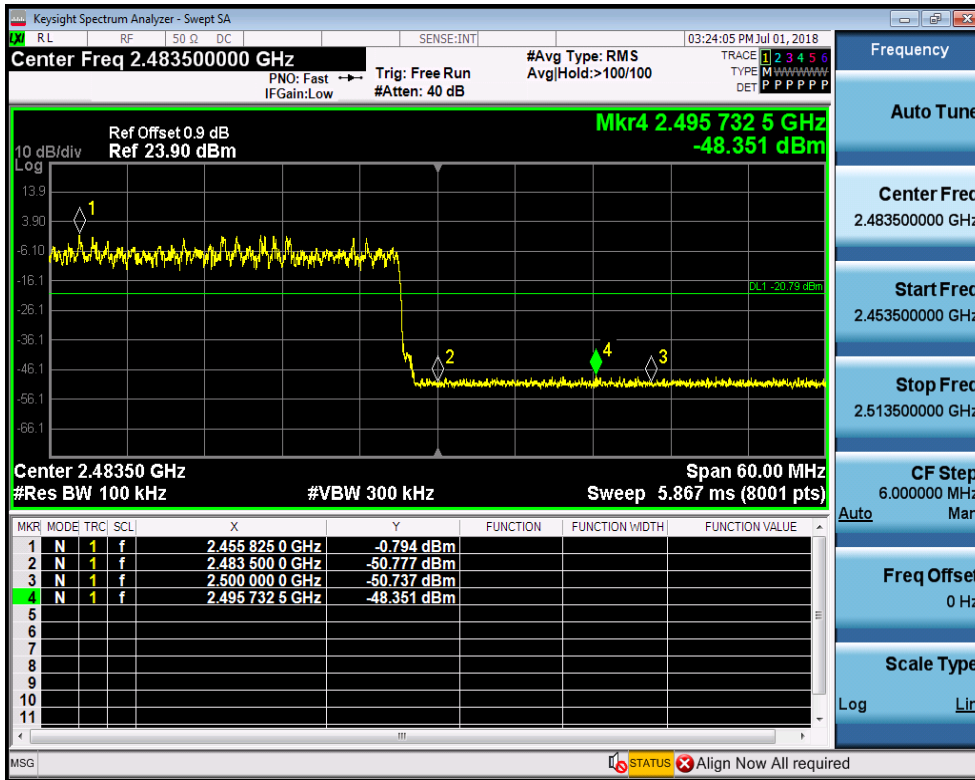 Keysight Spectrum Analyzer - Swept SA
LXI RL RF 50 Ω DC SENSE:INT 03:24:05 PM Jul 01, 2018
Center Freq 2.483500000 GHz
PNO: Fast
IFGain:Low
Trig: Free Run
#Atten: 40 dB
#Avg Type: RMS
Avg|Hold:>100/100
TRACE 1 2 3 4 5 6
TYPE M W W W W W
DET P P P P P P
Mkr4 2.495 732 5 GHz
-48.351 dBm
Ref Offset 0.9 dB
10 dB/div Ref 23.90 dBm
Log
13.9
3.90
-6.10
-16.1
-26.1
-36.1
-46.1
-56.1
-66.1
1
2
4
3
DL1 -20.79 dBm
Center 2.48350 GHz Span 60.00 MHz
#Res BW 100 kHz #VBW 300 kHz Sweep 5.867 ms (8001 pts)
MKR MODE TRC SCL X Y FUNCTION FUNCTION WIDTH FUNCTION VALUE
1 N 1 f 2.455 825 0 GHz -0.794 dBm
2 N 1 f 2.483 500 0 GHz -50.777 dBm
3 N 1 f 2.500 000 0 GHz -50.737 dBm
4 N 1 f 2.495 732 5 GHz -48.351 dBm
5
6
7
8
9
10
11
MSG STATUS Align Now All required
Frequency
Auto Tune
Center Freq
2.483500000 GHz
Start Freq
2.453500000 GHz
Stop Freq
2.513500000 GHz
CF Step
6.000000 MHz
Auto Man
Freq Offset
0 Hz
Scale Type
Log Lin